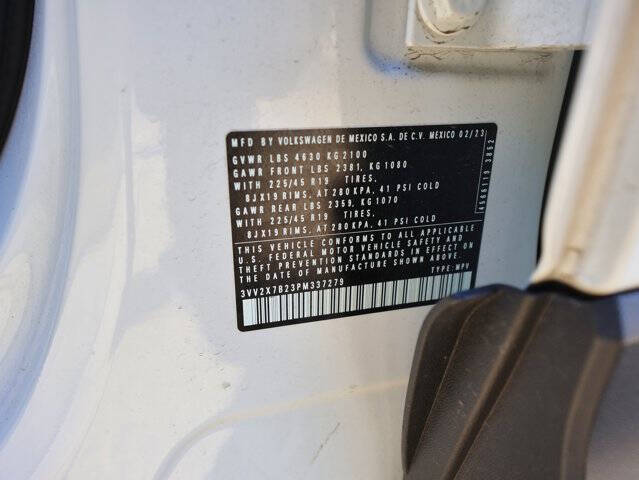 MFD BY VOLKSWAGEN DE MEXICO S.A. DE C.V. MEXICO 02/23
GVWR LBS 4630 KG 2100
GAWR FRONT LBS 2381, KG 1080
WITH 225/45 R19 TIRES.
8JX19 RIMS, AT 280 KPA, 41 PSI COLD
GAWR REAR LBS 2359, KG 1070
WITH 225/45 R19 TIRES.
8JX19 RIMS, AT 280 KPA, 41 PSI COLD
THIS VEHICLE CONFORMS TO ALL APPLICABLE
U.S. FEDERAL MOTOR VEHICLE SAFETY AND
THEFT PREVENTION STANDARDS IN EFFECT ON
THE DATE OF MANUFACTURE SHOWN ABOVE.
3VV2X7B23PM337279 TYPE: MPV
4566113 3852